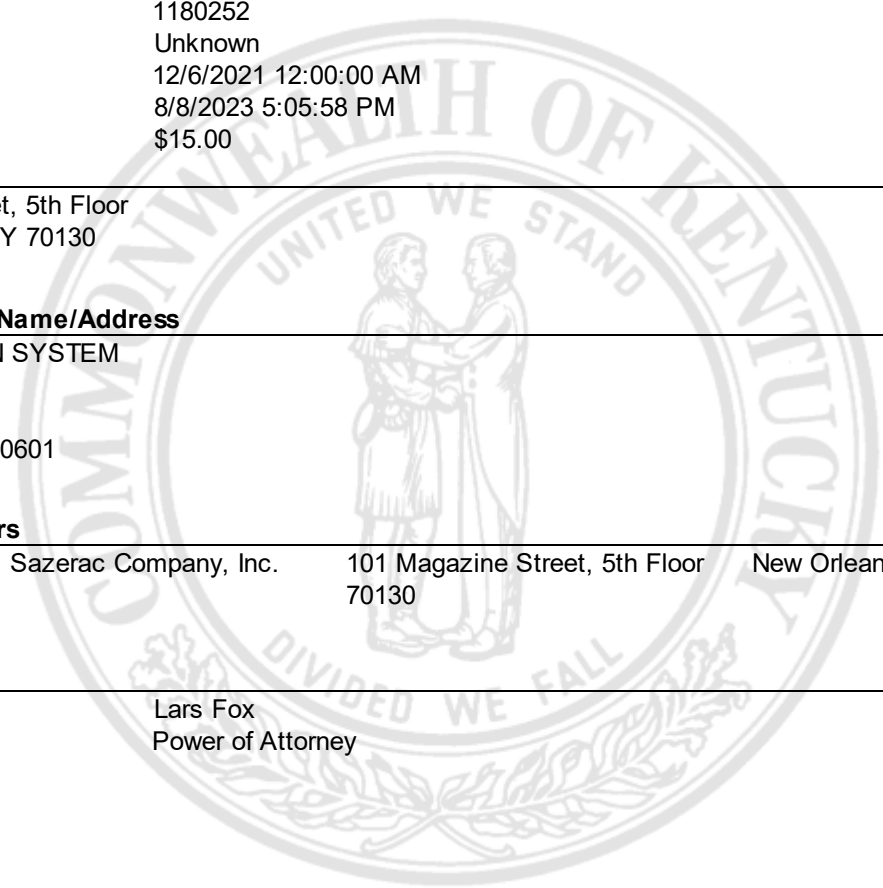 1180252
Unknown
12/6/2021 12:00:00 AM
8/8/2023 5:05:58 PM
$15.00
et, 5th Floor
Y 70130
Name/Address
N SYSTEM
0601
rs
Sazerac Company, Inc. 101 Magazine Street, 5th Floor New Orlean
70130
Lars Fox
Power of Attorney
COMMONWEALTH OF KENTUCKY
UNITED WE STAND
DIVIDED WE FALL